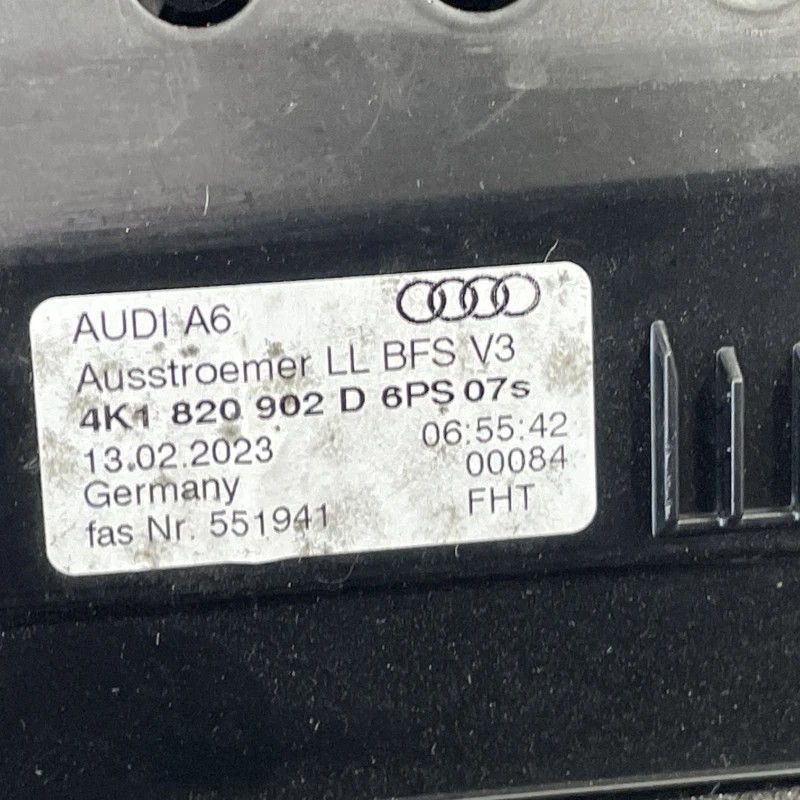 AUDI A6
Ausstroemer LL BFS V3
4K1 820 902 D 6PS 07s
13.02.2023 06:55:42
Germany 00084
fas Nr. 551941 FHT